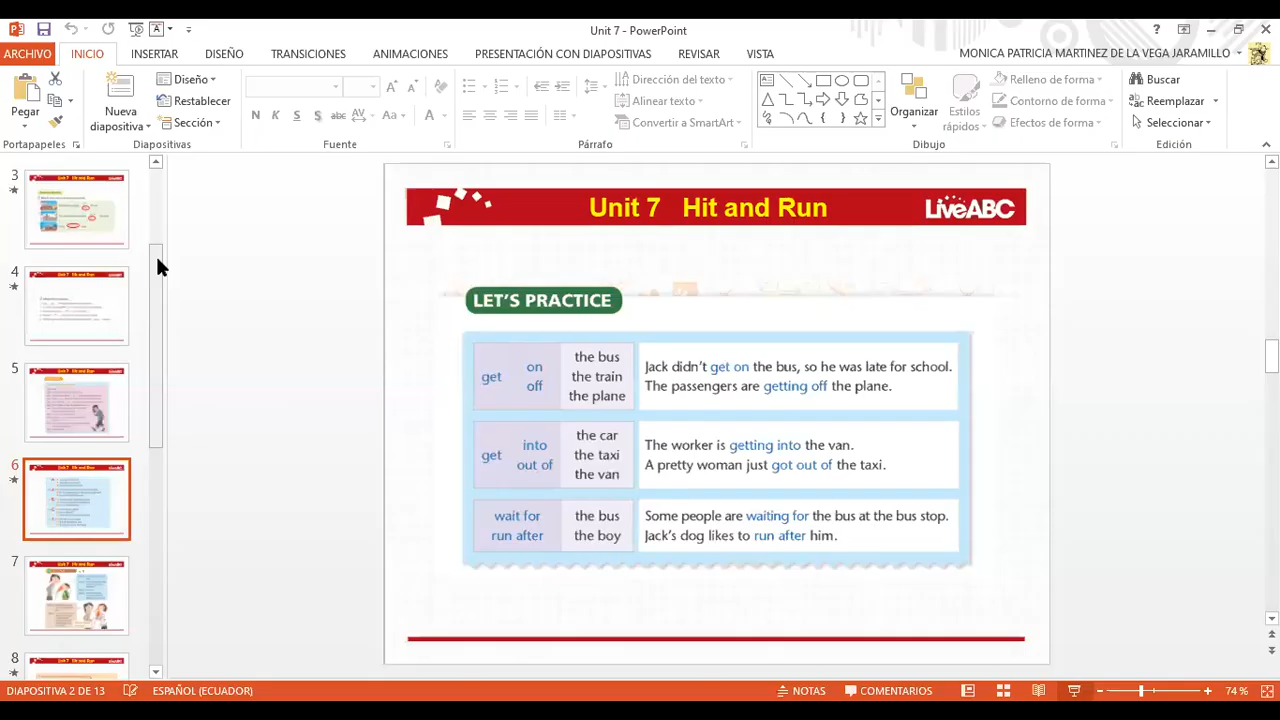 Unit 7 - PowerPoint
ARCHIVO INICIO INSERTAR DISEÑO TRANSICIONES ANIMACIONES PRESENTACIÓN CON DIAPOSITIVAS REVISAR VISTA MONICA PATRICIA MARTINEZ DE LA VEGA JARAMILLO
Pegar
Nueva
diapositiva
Diseño
Restablecer
Sección
Dirección del texto
Alinear texto
Convertir a SmartArt
Organizar
Estilos
rápidos
Relleno de forma
Contorno de forma
Efectos de forma
Buscar
Reemplazar
Seleccionar
Portapapeles Diapositivas Fuente Párrafo Dibujo Edición
3
4
5
6
7
8
Unit 7 Hit and Run
LiveABC
LET'S PRACTICE
get
on
off
the bus
the train
the plane
Jack didn't get on the bus, so he was late for school.
The passengers are getting off the plane.
get
into
out of
the car
the taxi
the van
The worker is getting into the van.
A pretty woman just got out of the taxi.
wait for
run after
the bus
the boy
Some people are waiting for the bus at the bus stop.
Jack's dog likes to run after him.
DIAPOSITIVA 2 DE 13 ESPAÑOL (ECUADOR) NOTAS COMENTARIOS 74 %